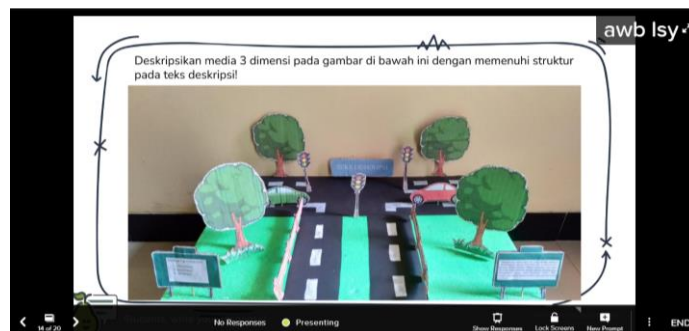 awb Isy
Deskripsikan media 3 dimensi pada gambar di bawah ini dengan memenuhi struktur
pada teks deskripsi!
14 of 20
No Responses
Presenting
Show Responses
Lock Screens
New Prompt
END